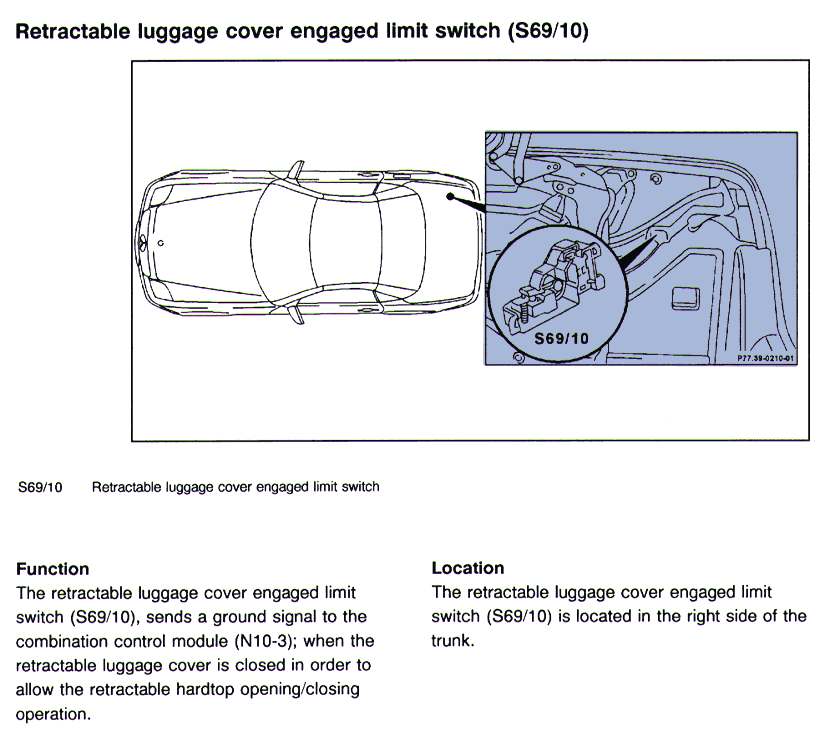 Retractable luggage cover engaged limit switch (S69/10)
S69/10
P77.39-0210-01
S69/10 Retractable luggage cover engaged limit switch
Function
The retractable luggage cover engaged limit
switch (S69/10), sends a ground signal to the
combination control module (N10-3); when the
retractable luggage cover is closed in order to
allow the retractable hardtop opening/closing
operation.
Location
The retractable luggage cover engaged limit
switch (S69/10) is located in the right side of the
trunk.